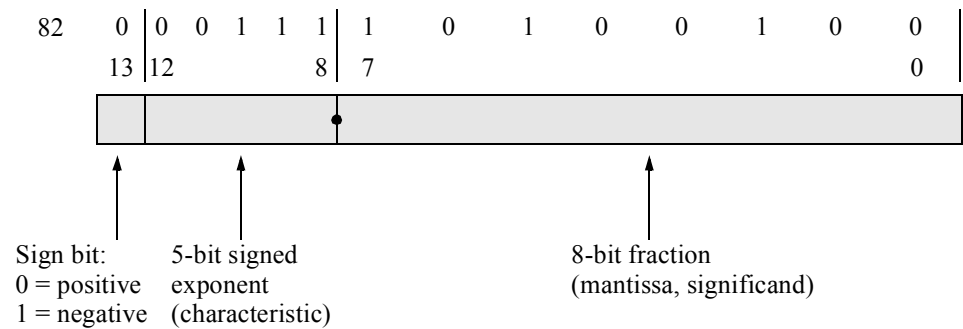 82 0 0 0 1 1 1 1 0 1 0 0 1 0 0
13 12 8 7 0
Sign bit: 5-bit signed 8-bit fraction
0 = positive exponent (mantissa, significand)
1 = negative (characteristic)